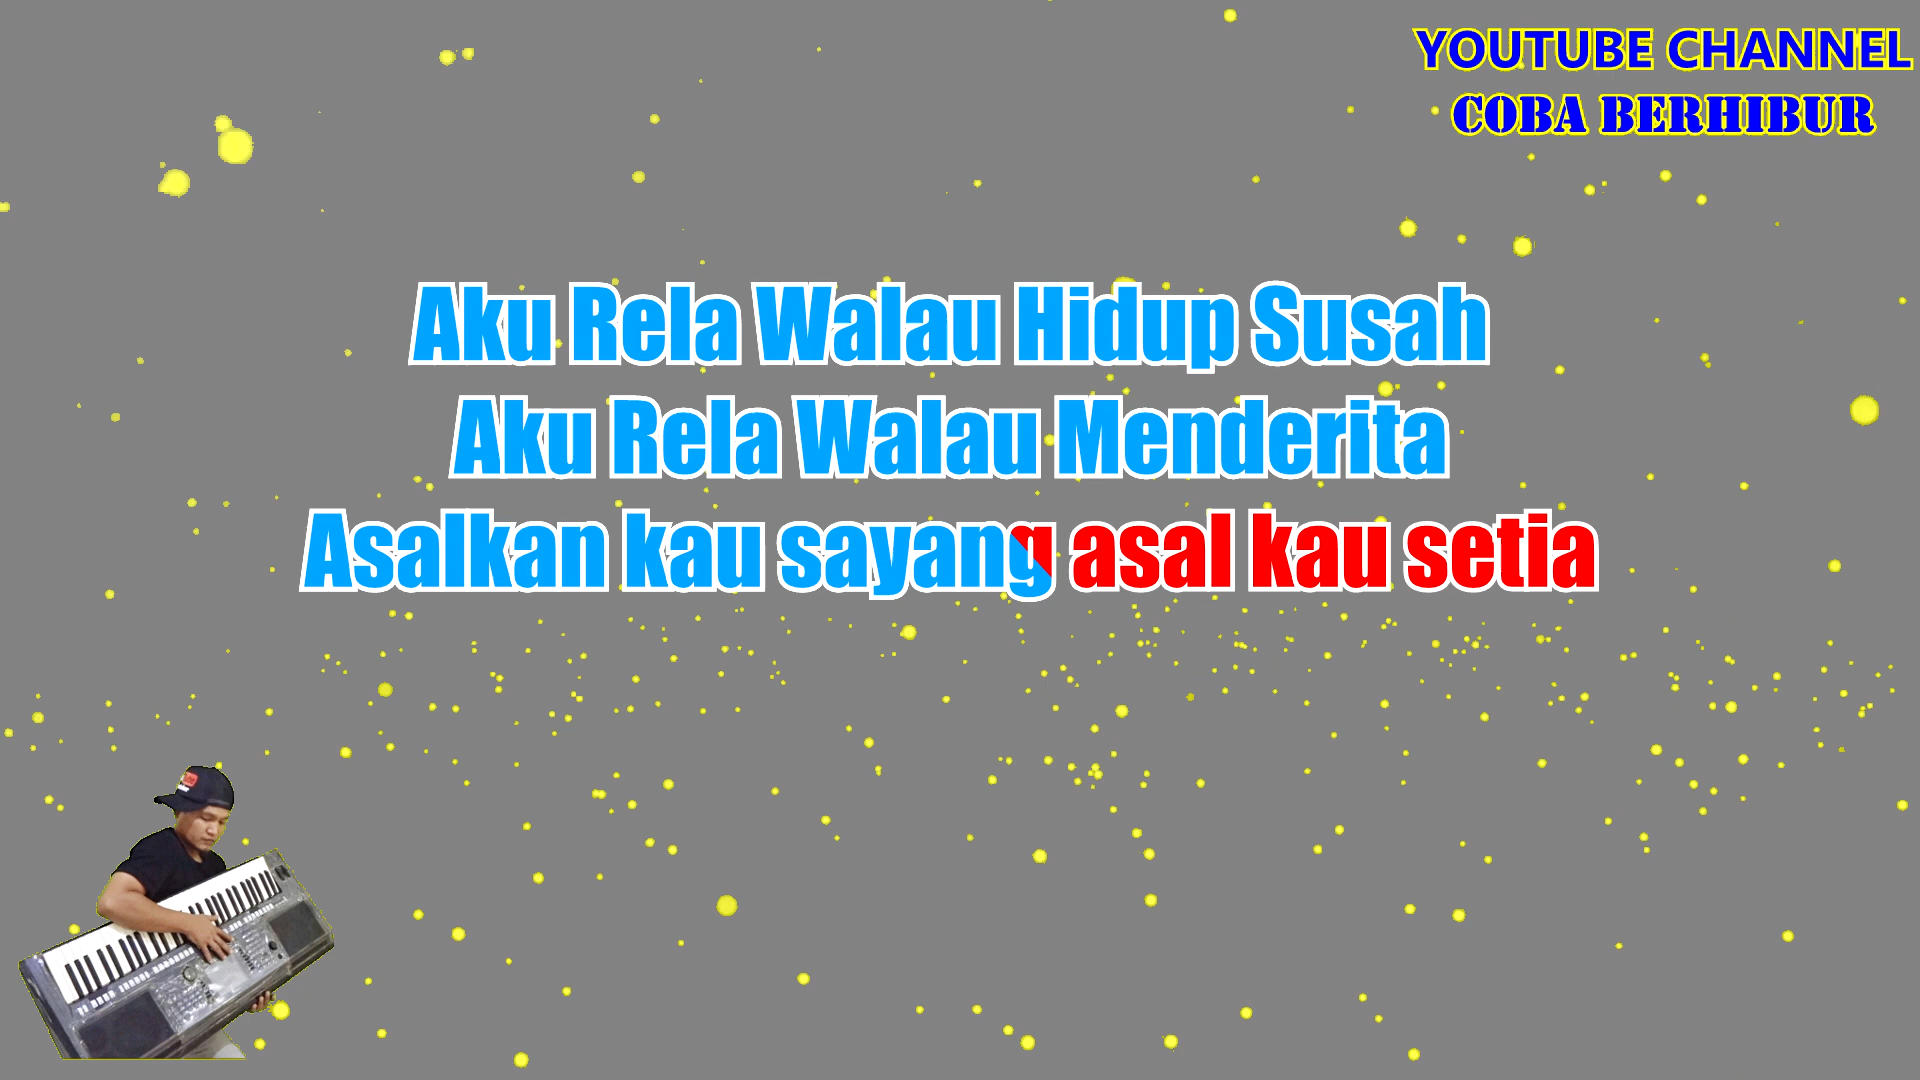 YOUTUBE CHANNEL
COBA BERHIBUR
Aku Rela Walau Hidup Susah
Aku Rela Walau Menderita
Asalkan kau sayang asal kau setia